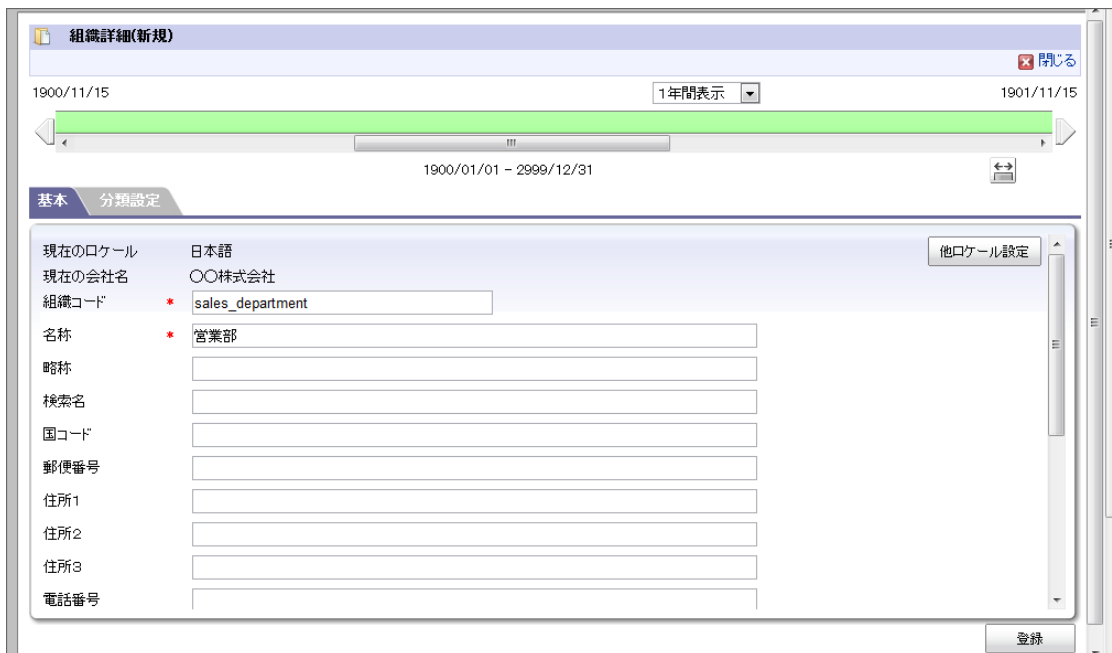 組織詳細(新規)
閉じる
1900/11/15 1年間表示 1901/11/15
1900/01/01 - 2999/12/31
基本 分類設定
現在のロケール 日本語 他ロケール設定
現在の会社名 〇〇株式会社
組織コード * sales_department
名称 * 営業部
略称
検索名
国コード
郵便番号
住所1
住所2
住所3
電話番号
登録